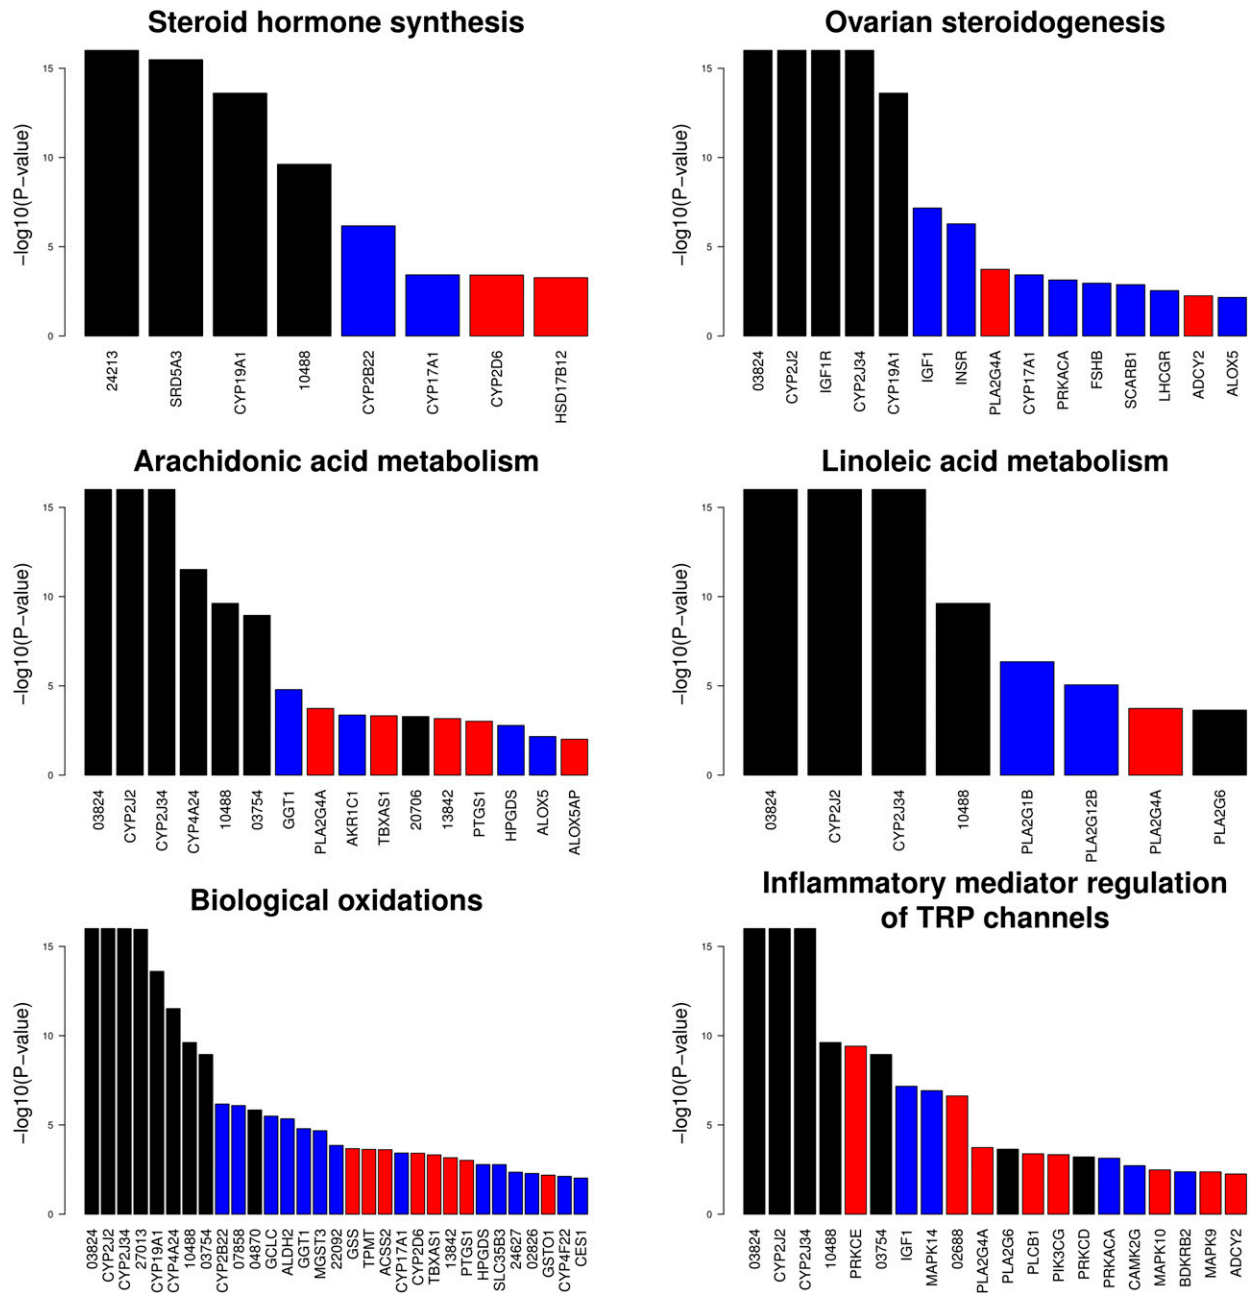 Steroid hormone synthesis
−log10(P−value)
15
10
5
0
24213
SRD5A3
CYP19A1
10488
CYP2B22
CYP17A1
CYP2D6
HSD17B12
Ovarian steroidogenesis
−log10(P−value)
15
10
5
0
03824
CYP2J2
IGF1R
CYP2J34
CYP19A1
IGF1
INSR
PLA2G4A
CYP17A1
PRKACA
FSHB
SCARB1
LHCGR
ADCY2
ALOX5
Arachidonic acid metabolism
−log10(P−value)
15
10
5
0
03824
CYP2J2
CYP2J34
CYP4A24
10488
03754
GGT1
PLA2G4A
AKR1C1
TBXAS1
20706
13842
PTGS1
HPGDS
ALOX5
ALOX5AP
Linoleic acid metabolism
−log10(P−value)
15
10
5
0
03824
CYP2J2
CYP2J34
10488
PLA2G1B
PLA2G12B
PLA2G4A
PLA2G6
Biological oxidations
−log10(P−value)
15
10
5
0
03824
CYP2J2
CYP2J34
27013
CYP19A1
CYP4A24
10488
03754
CYP2B22
07858
04870
GCLC
ALDH2
GGT1
MGST3
22092
GSS
TPMT
ACSS2
CYP17A1
CYP2D6
TBXAS1
13842
PTGS1
HPGDS
SLC35B3
24627
02826
GSTO1
CYP4F22
CES1
Inflammatory mediator regulation
of TRP channels
−log10(P−value)
15
10
5
0
03824
CYP2J2
CYP2J34
10488
PRKCE
03754
IGF1
MAPK14
02688
PLA2G4A
PLA2G6
PLCB1
PIK3CG
PRKCD
PRKACA
CAMK2G
MAPK10
BDKRB2
MAPK9
ADCY2